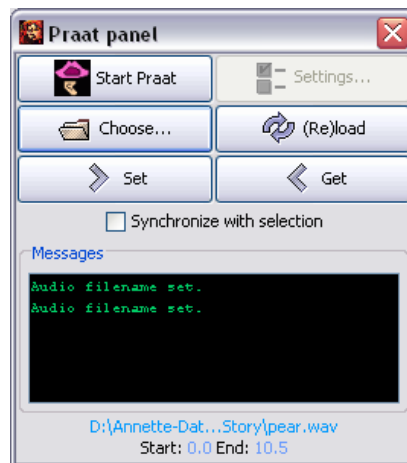 Praat panel
Start Praat
Settings...
Choose...
(Re)load
Set
Get
Synchronize with selection
Messages
Audio filename set.
Audio filename set.
D:\Annette-Dat...Story\pear.wav
Start: 0.0 End: 10.5